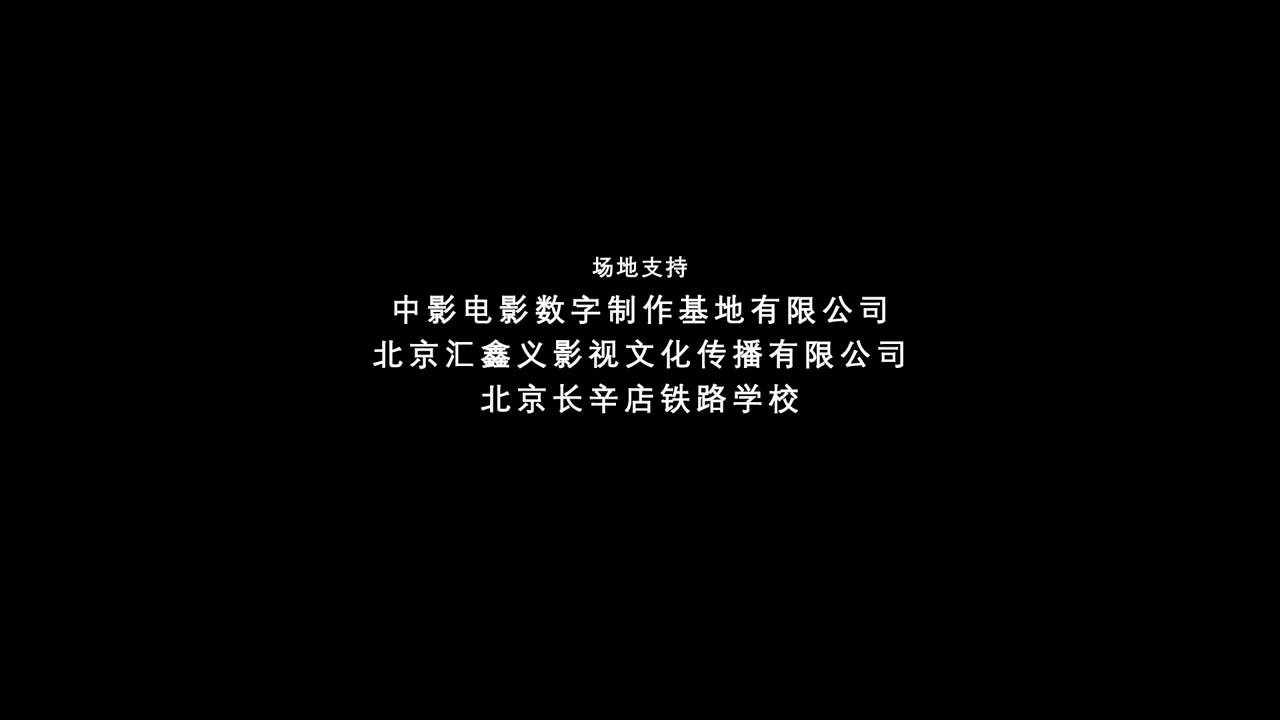 场地支持
中影电影数字制作基地有限公司
北京汇鑫义影视文化传播有限公司
北京长辛店铁路学校